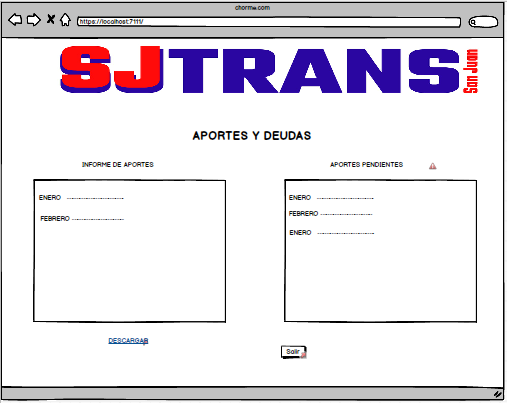 chorme.com
https://localhost:7111/
SJTRANS San Juan
APORTES Y DEUDAS
INFORME DE APORTES
ENERO ----------------------
FEBRERO --------------------
DESCARGAR
APORTES PENDIENTES
ENERO ----------------------
FEBRERO --------------------
ENERO ----------------------
Salir